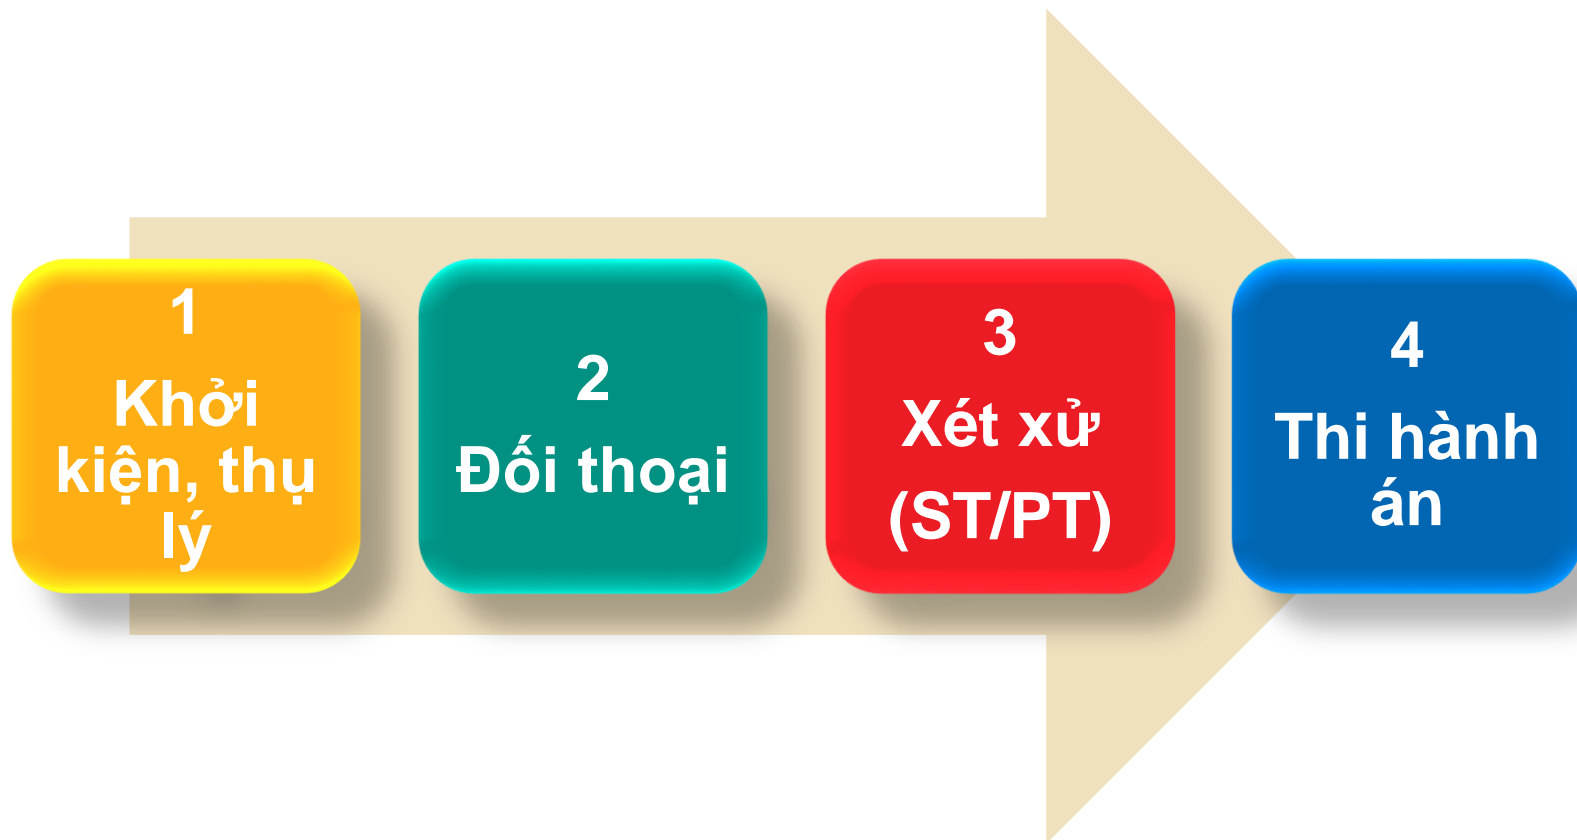 1
Khởi
kiện, thụ
lý
2
Đối thoại
3
Xét xử
(ST/PT)
4
Thi hành
án